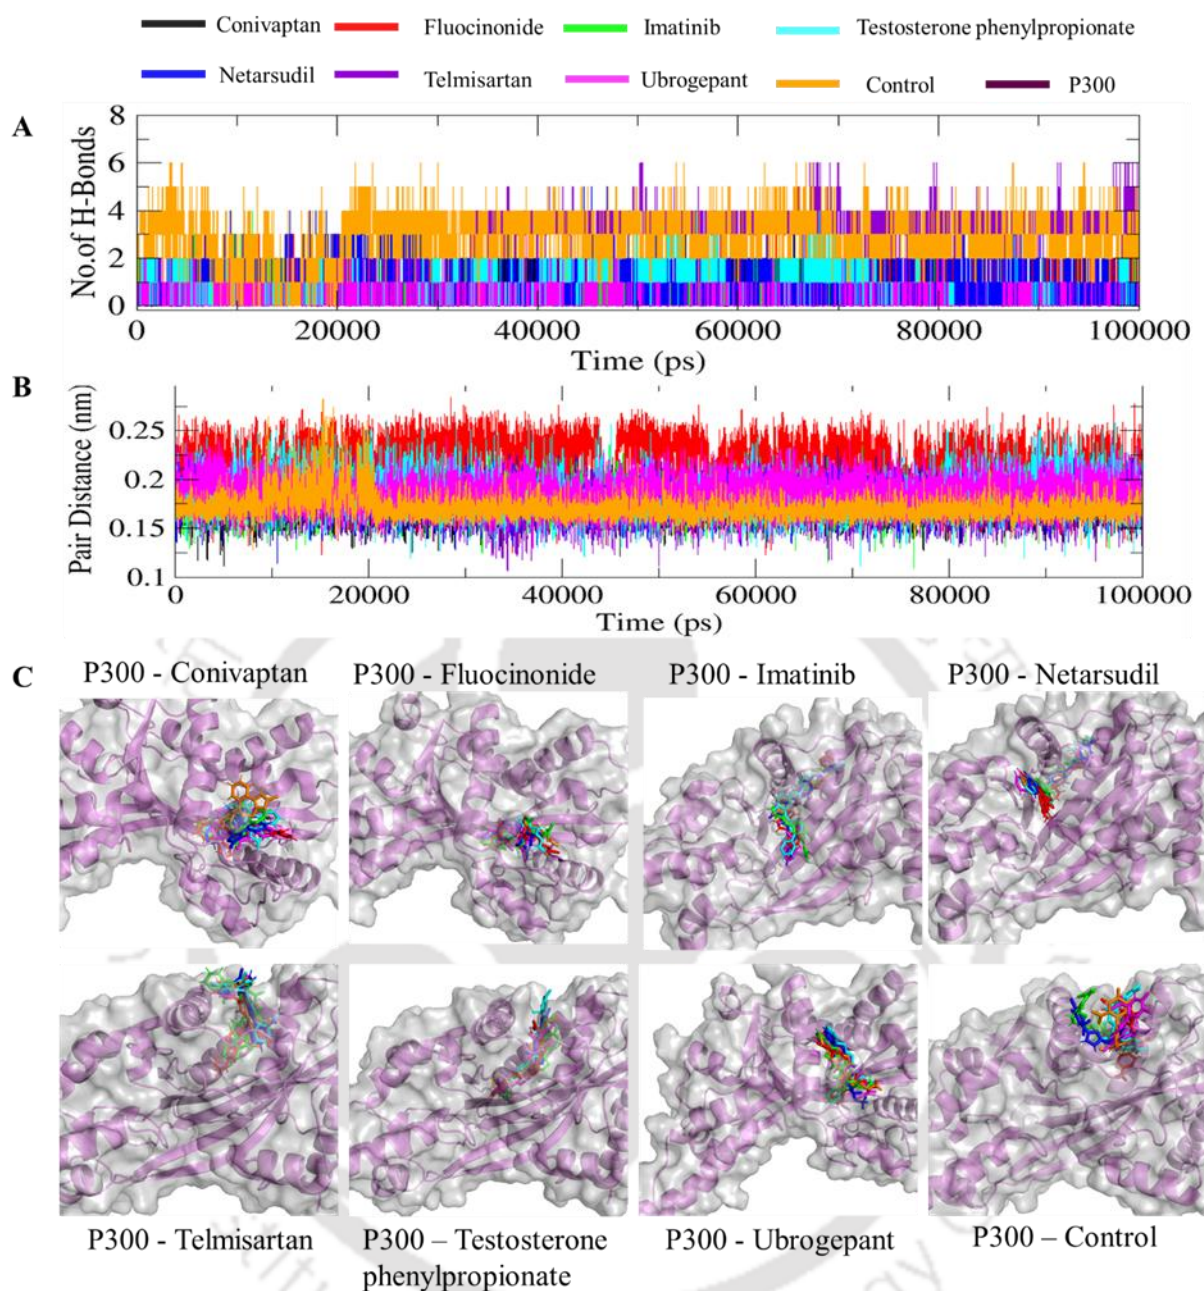 Conivaptan Fluocinonide Imatinib Testosterone phenylpropionate
Netarsudil Telmisartan Ubrogepant Control P300
A
No.of H-Bonds
8
6
4
2
0
0 20000 40000 60000 80000 100000
Time (ps)
B
Pair Distance (nm)
0.25
0.2
0.15
0.1
0 20000 40000 60000 80000 100000
Time (ps)
C
P300 - Conivaptan P300 - Fluocinonide P300 - Imatinib P300 - Netarsudil
P300 - Telmisartan P300 – Testosterone P300 - Ubrogepant P300 – Control
phenylpropionate